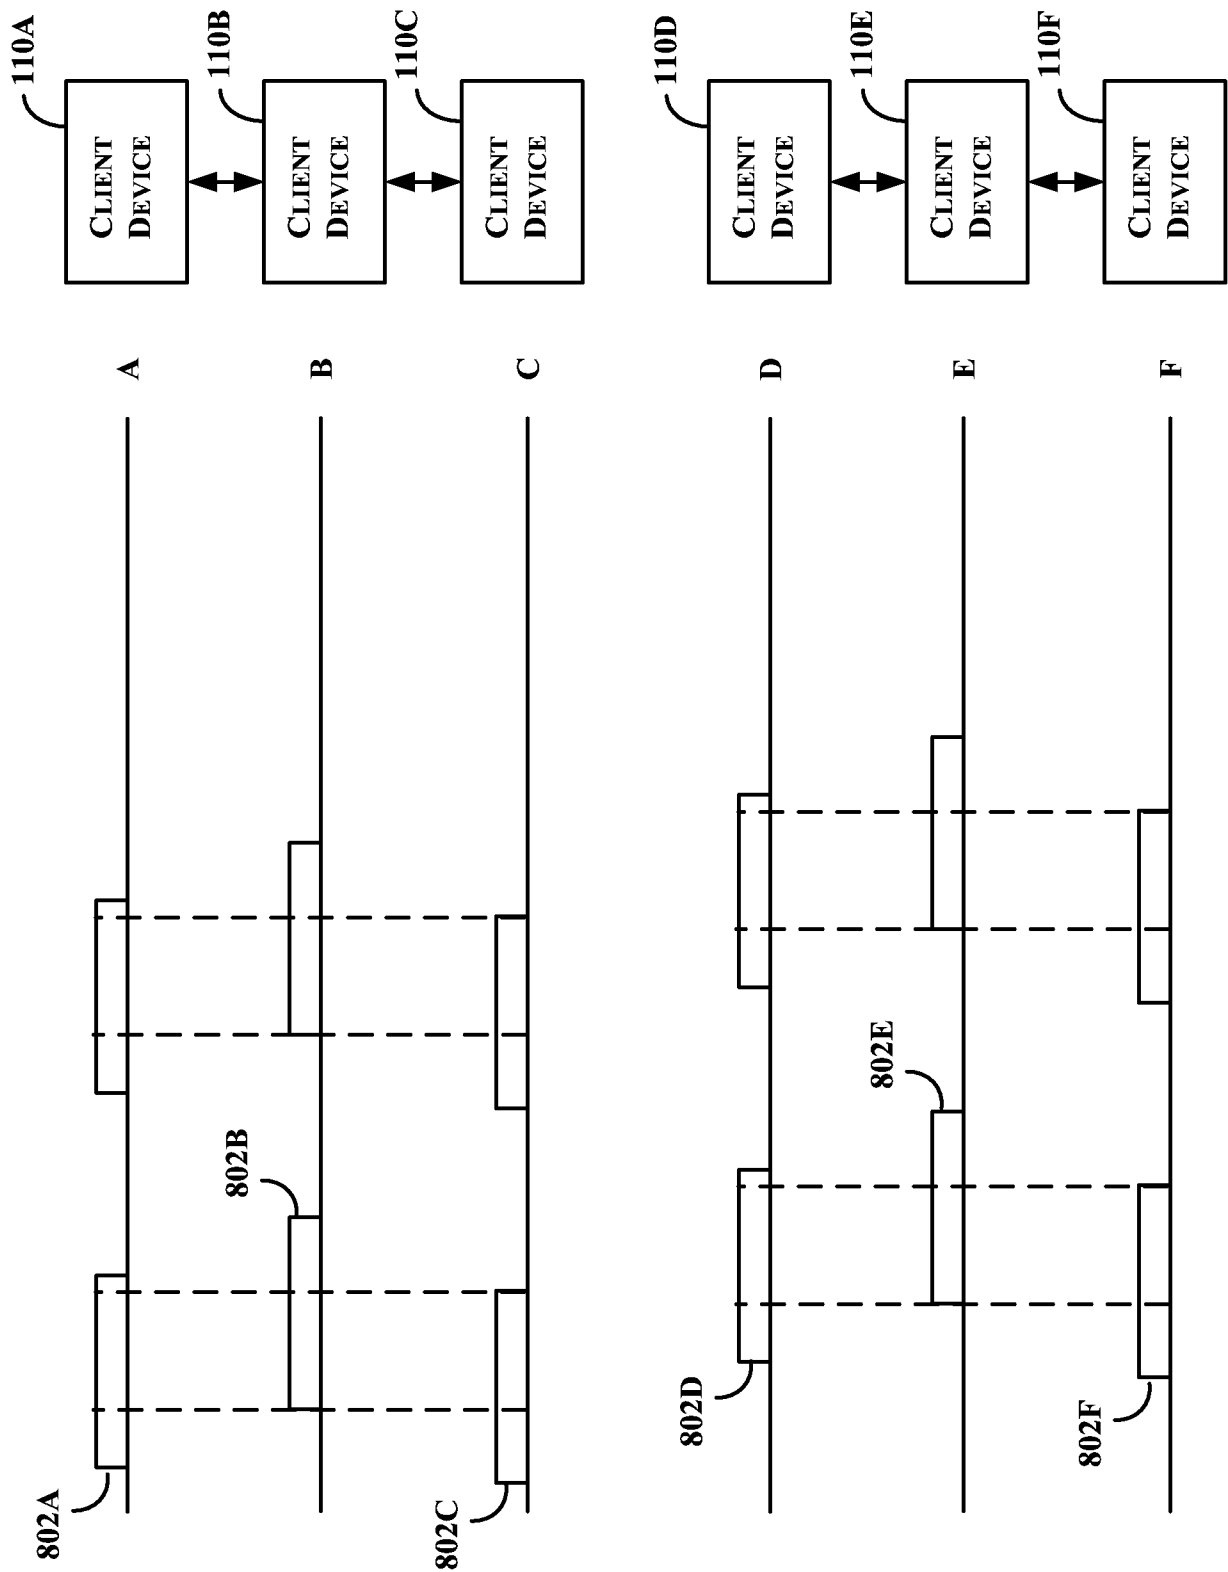 110A
CLIENT
DEVICE
110B
CLIENT
DEVICE
110C
CLIENT
DEVICE
110D
CLIENT
DEVICE
110E
CLIENT
DEVICE
110F
CLIENT
DEVICE
A
B
C
D
E
F
802A
802B
802C
802D
802E
802F